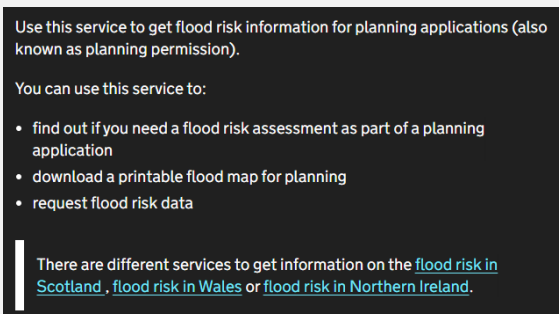 Use this service to get flood risk information for planning applications (also
known as planning permission).
You can use this service to:
• find out if you need a flood risk assessment as part of a planning
application
• download a printable flood map for planning
• request flood risk data
There are different services to get information on the flood risk in
Scotland , flood risk in Wales or flood risk in Northern Ireland.